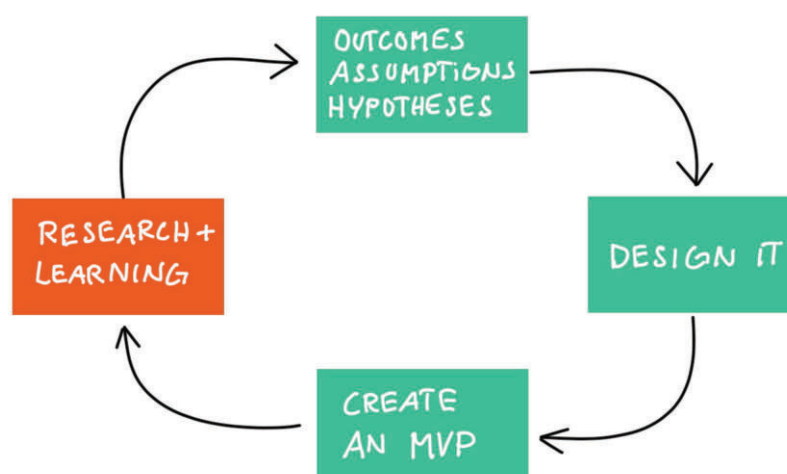 OUTCOMES
ASSUMPTIONS
HYPOTHESES
DESIGN IT
CREATE
AN MVP
RESEARCH +
LEARNING